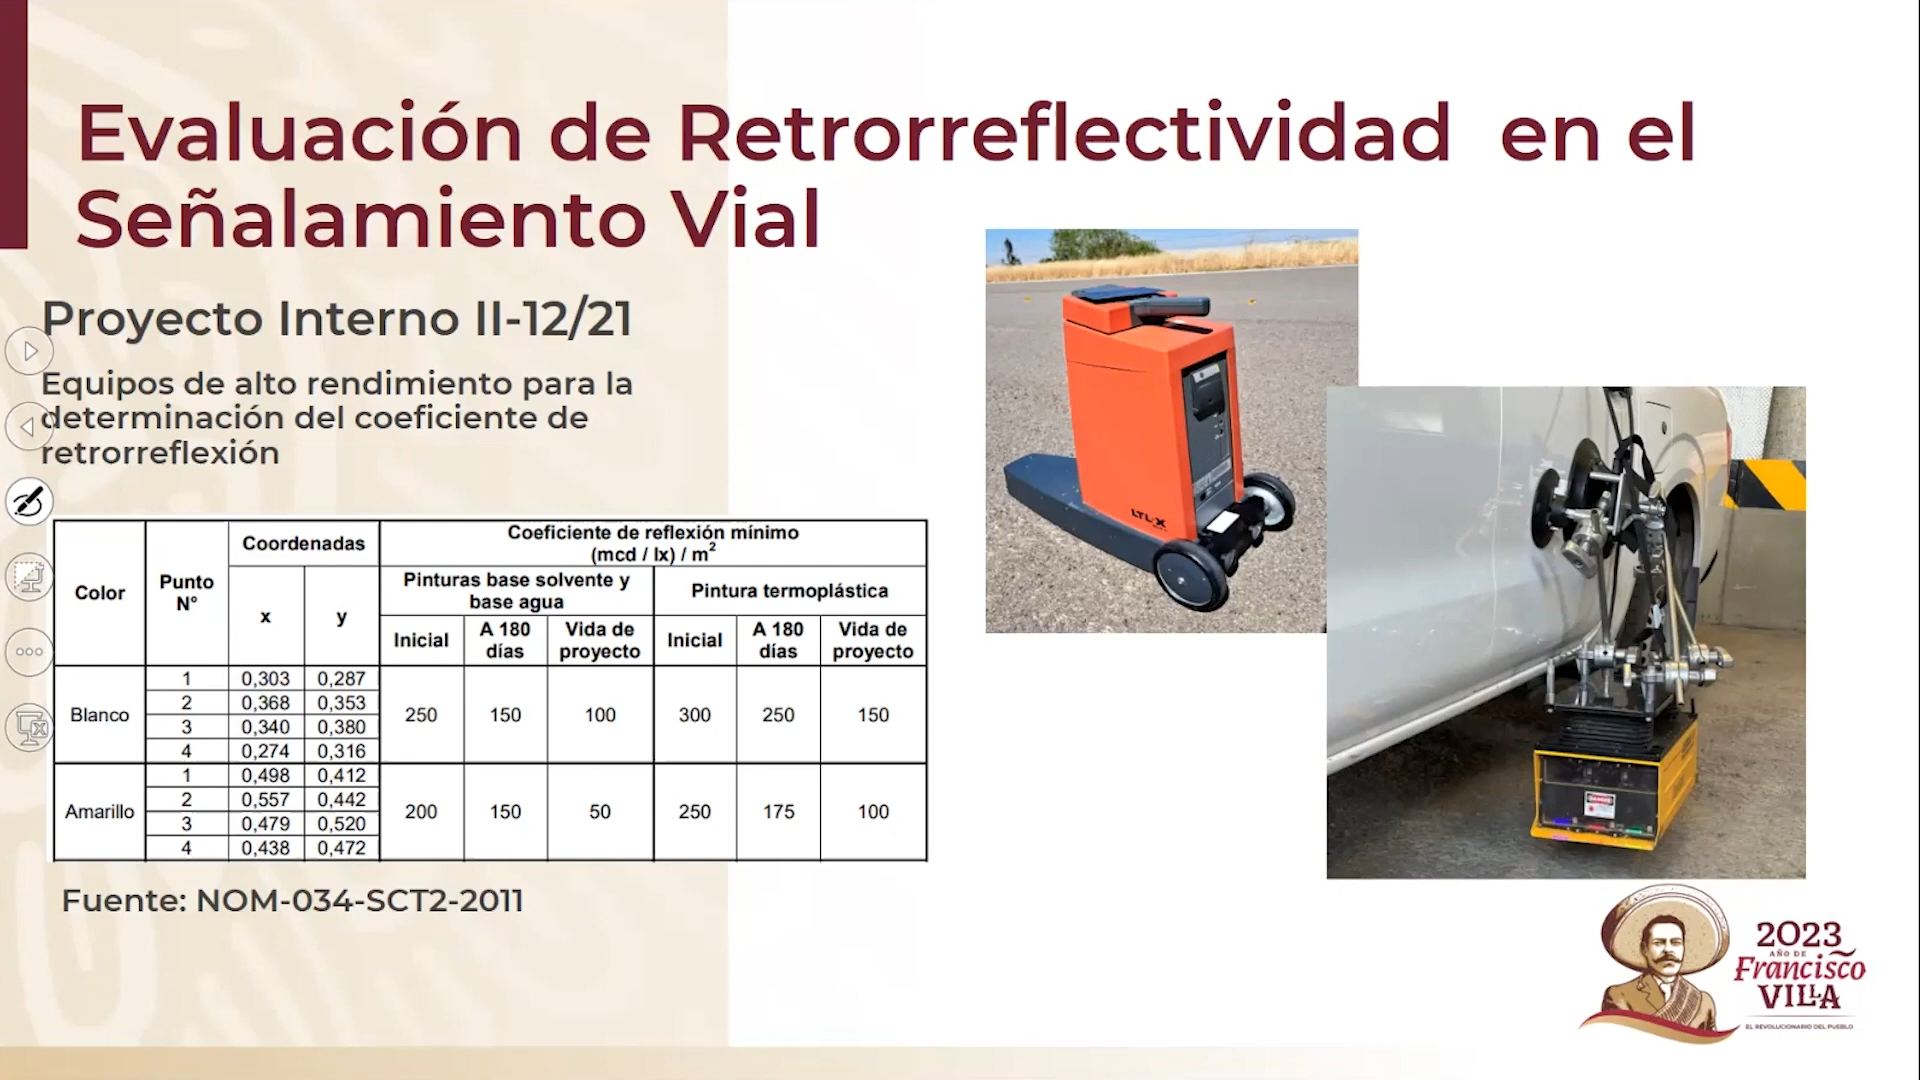 Evaluación de Retrorreflectividad en el
Señalamiento Vial
Proyecto Interno II-12/21
Equipos de alto rendimiento para la
determinación del coeficiente de
retrorreflexión
Color
Punto
N°
Coordenadas
x
y
Coeficiente de reflexión mínimo
(mcd / lx) / m²
Pinturas base solvente y
base agua
Pintura termoplástica
Inicial
A 180
días
Vida de
proyecto
Inicial
A 180
días
Vida de
proyecto
Blanco
1 0,303 0,287
2 0,368 0,353
3 0,340 0,380
4 0,274 0,316
250 150 100 300 250 150
Amarillo
1 0,498 0,412
2 0,557 0,442
3 0,479 0,520
4 0,438 0,472
200 150 50 250 175 100
Fuente: NOM-034-SCT2-2011
LTL-X
DANGER
2023
AÑO DE
Francisco
VILLA
EL REVOLUCIONARIO DEL PUEBLO